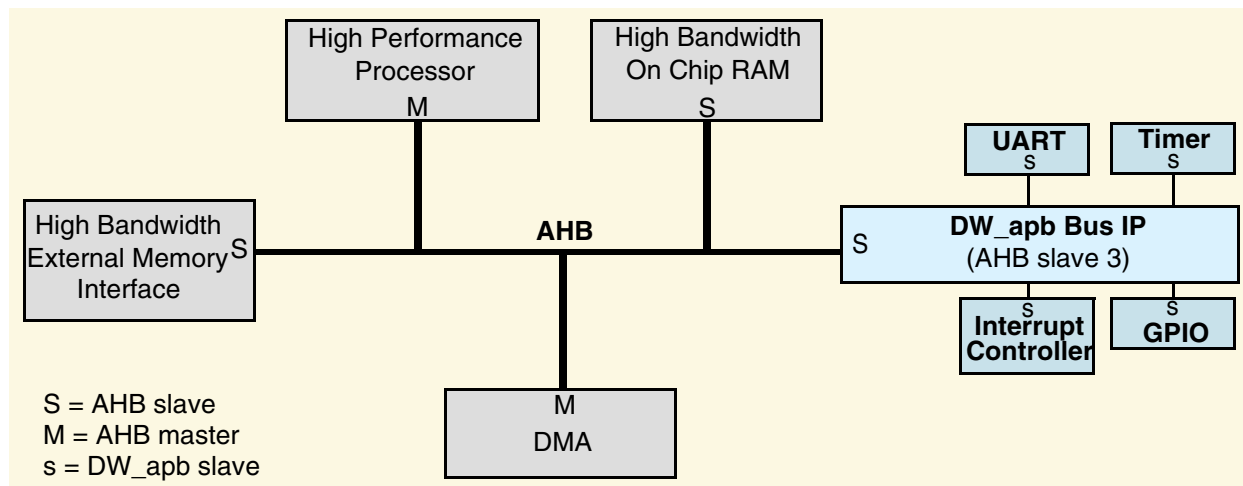 High Performance
Processor
M
High Bandwidth
On Chip RAM
S
UART
s
Timer
s
High Bandwidth
External Memory
Interface
S
AHB
S
DW_apb Bus IP
(AHB slave 3)
s
Interrupt
Controller
s
GPIO
M
DMA
S = AHB slave
M = AHB master
s = DW_apb slave